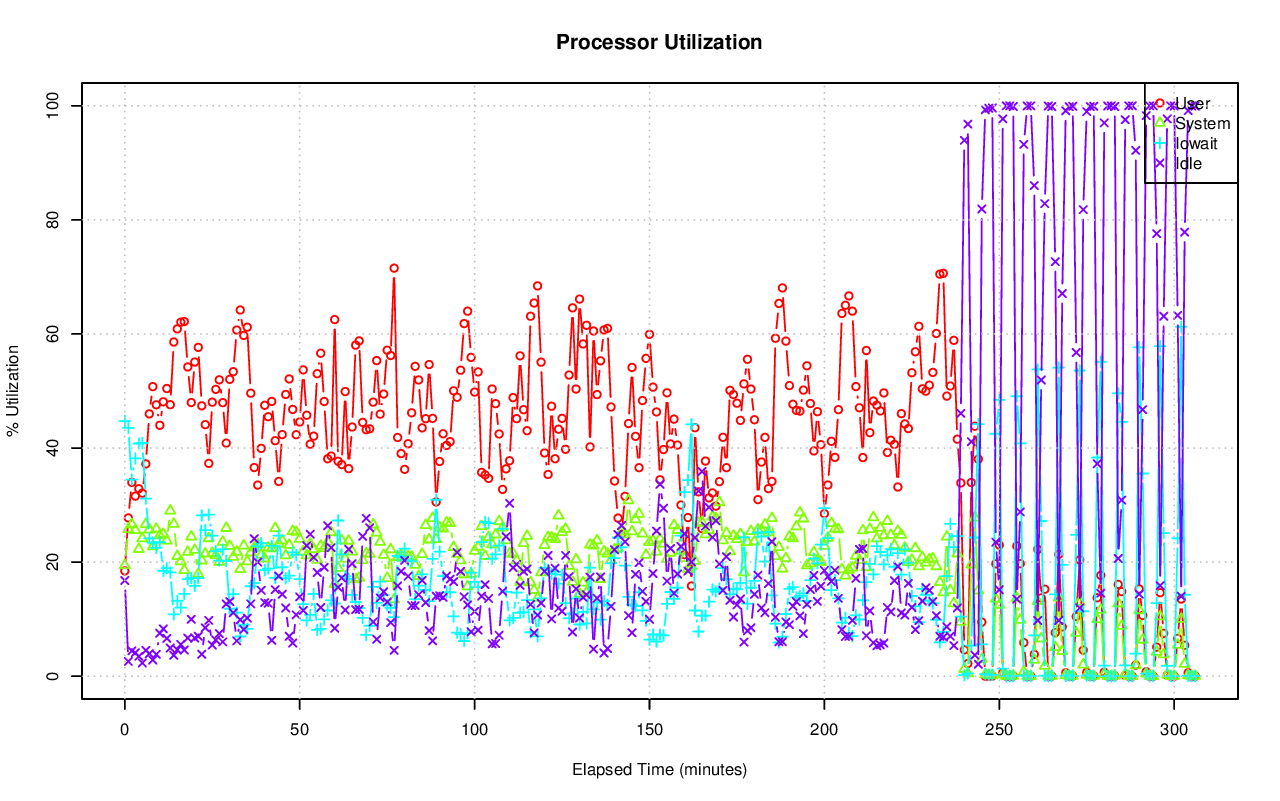 Processor Utilization
% Utilization
100
80
60
40
20
0
User
System
Iowait
Idle
0 50 100 150 200 250 300
Elapsed Time (minutes)